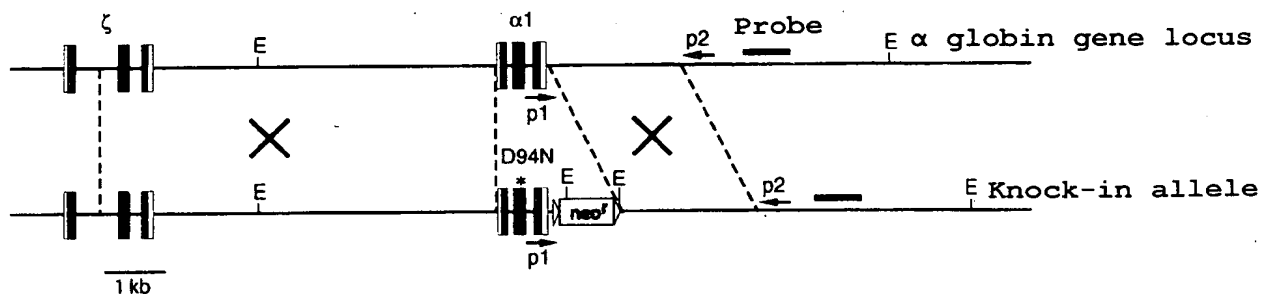 ζ
α1
Probe
E
p2
E α globin gene locus
p1
D94N
*
E
E
E
p2
E Knock-in allele
neoʳ
p1
1 kb